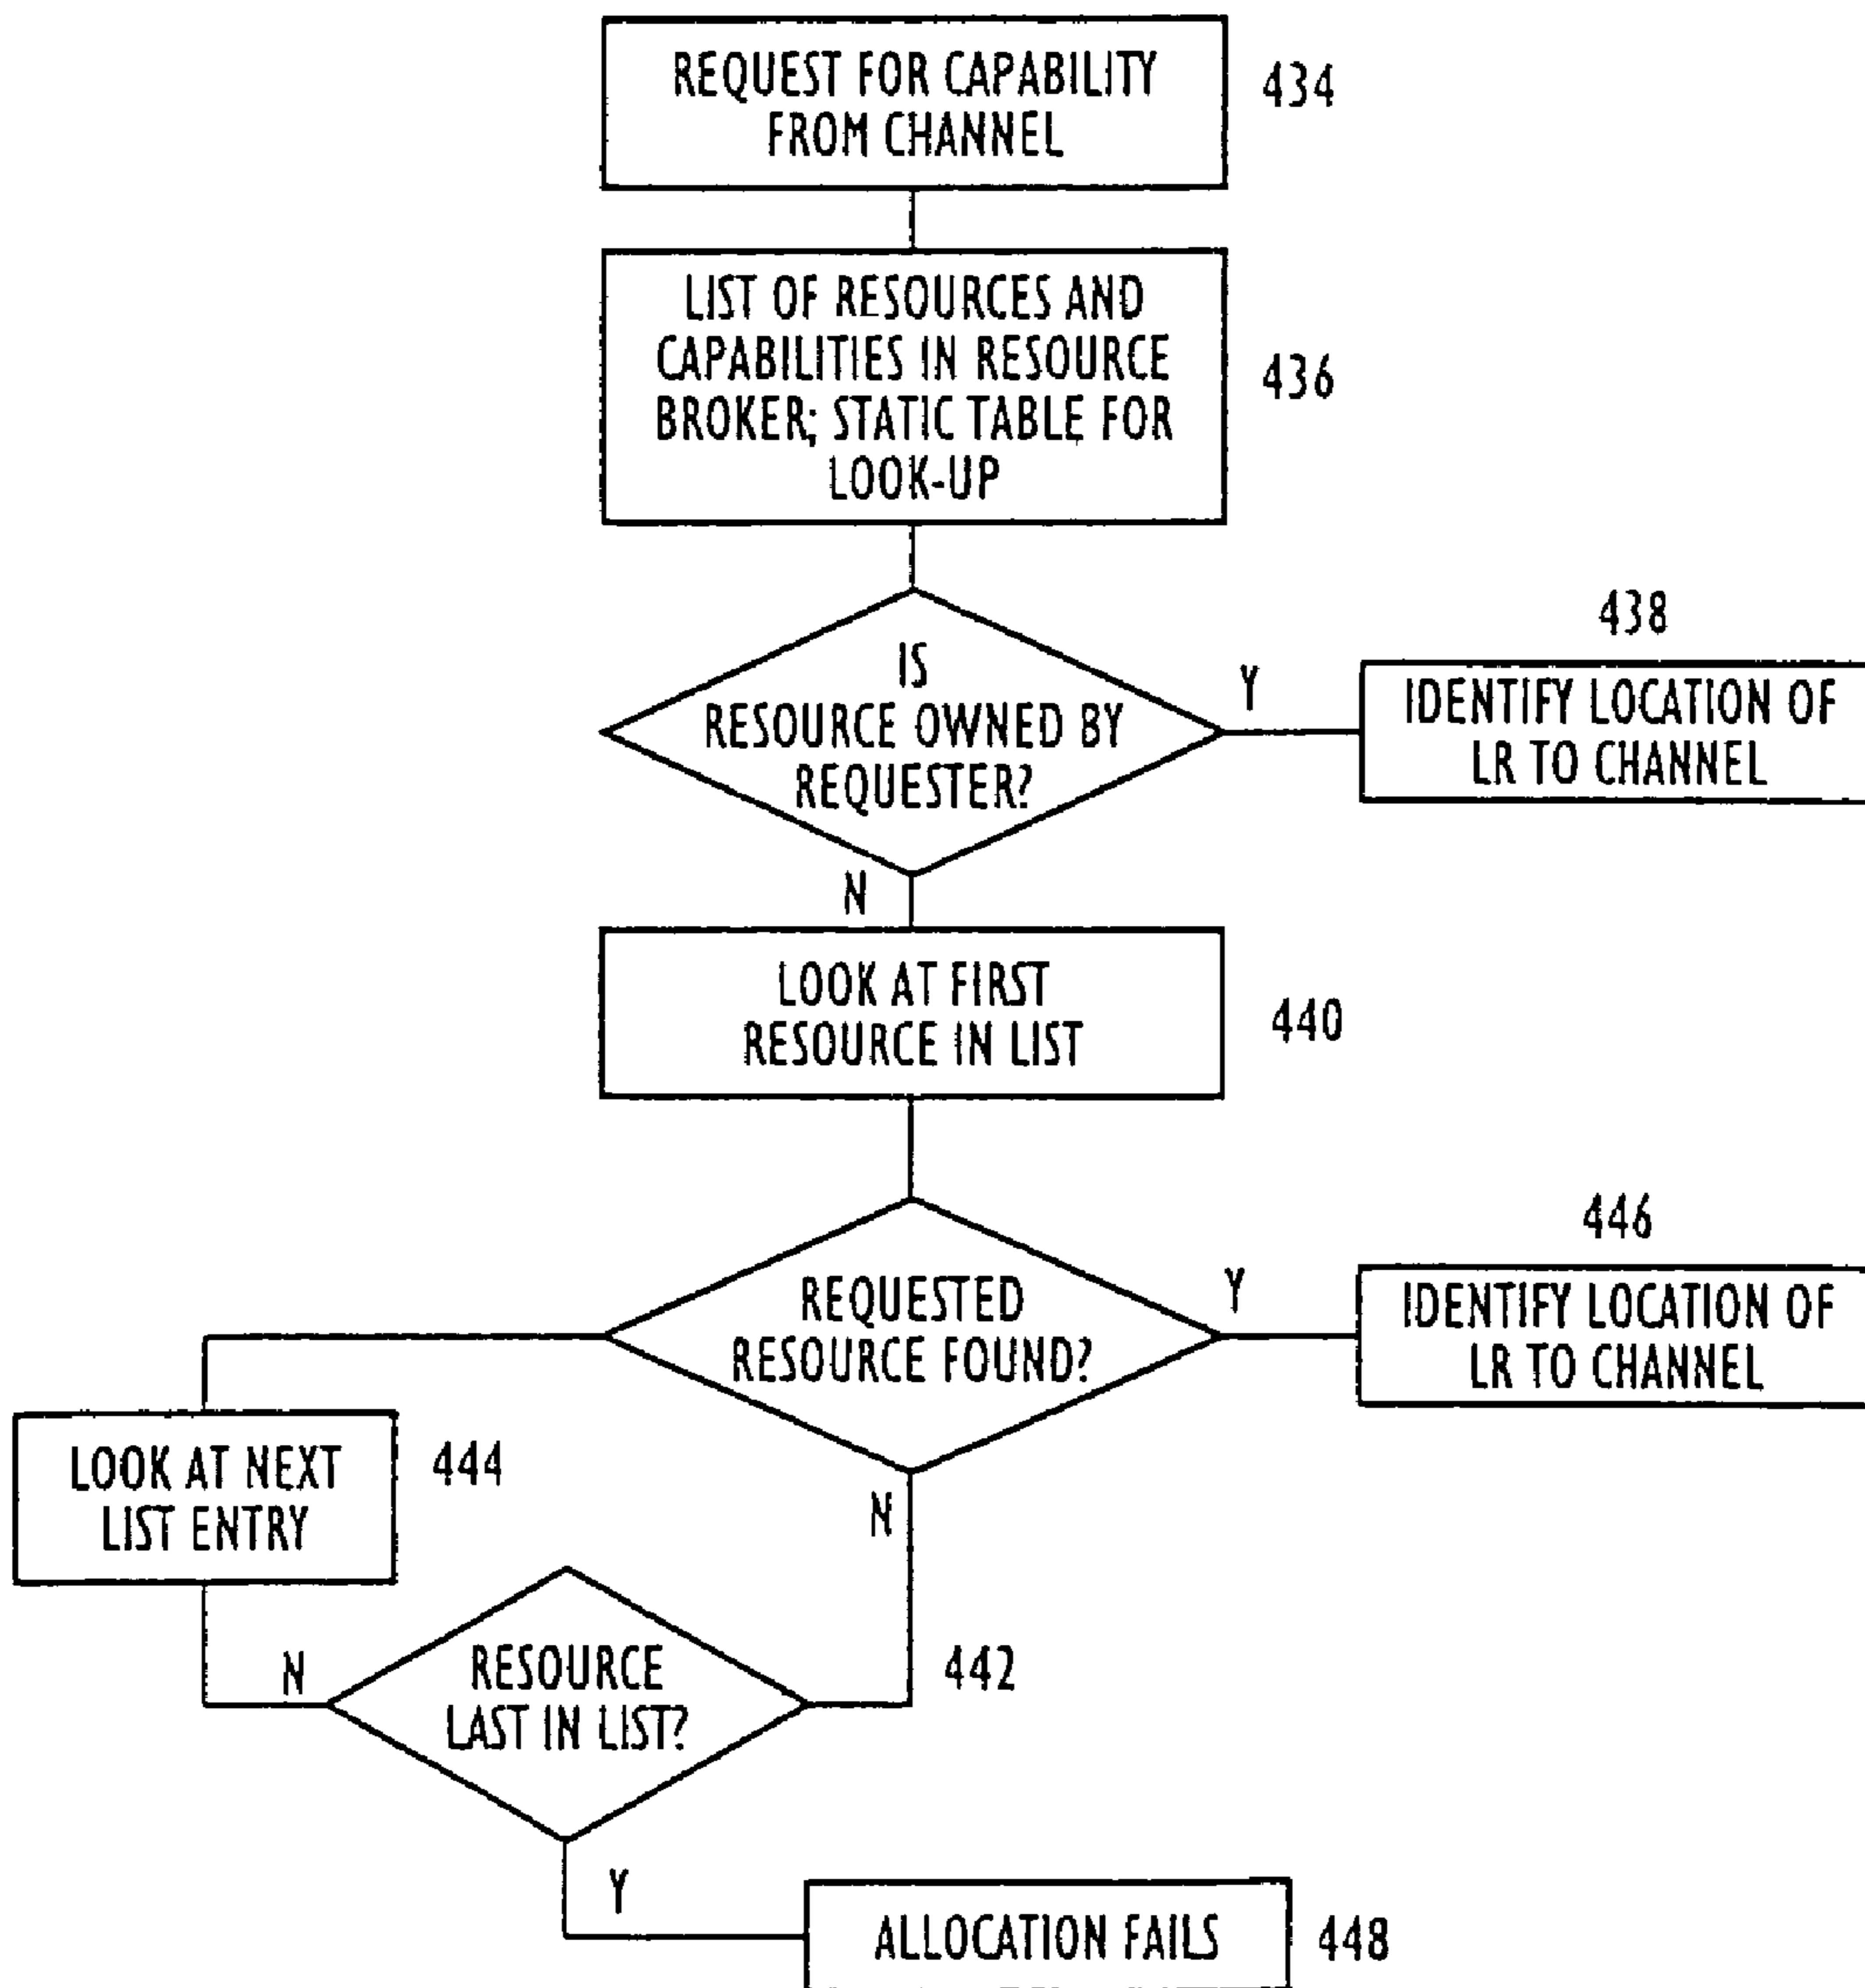 REQUEST FOR CAPABILITY
FROM CHANNEL
434
LIST OF RESOURCES AND
CAPABILITIES IN RESOURCE
BROKER; STATIC TABLE FOR
LOOK-UP
436
IS
RESOURCE OWNED BY
REQUESTER?
Y
438
IDENTIFY LOCATION OF
LR TO CHANNEL
N
LOOK AT FIRST
RESOURCE IN LIST
440
REQUESTED
RESOURCE FOUND?
Y
446
IDENTIFY LOCATION OF
LR TO CHANNEL
LOOK AT NEXT
LIST ENTRY
444
N
RESOURCE
LAST IN LIST?
442
N
Y
ALLOCATION FAILS
448